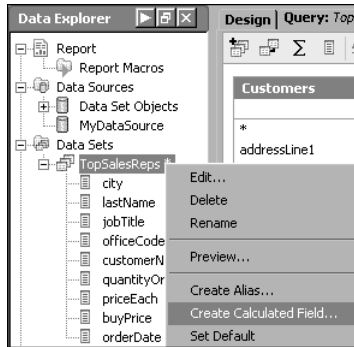 Data Explorer
Design Query: Top
Report
Report Macros
Data Sources
Data Set Objects
MyDataSource
Data Sets
TopSalesReps *
city
lastName
jobTitle
officeCode
customerN
quantityOr
priceEach
buyPrice
orderDate
Customers
*
addressLine1
Edit...
Delete
Rename
Preview...
Create Alias...
Create Calculated Field...
Set Default